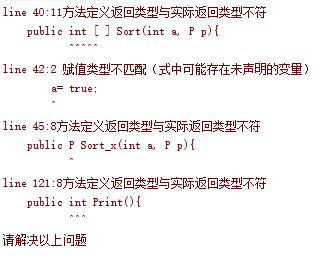 line 40:11方法定义返回类型与实际返回类型不符
public int [ ] Sort(int a, P p){
^^^^^
line 42:2 赋值类型不匹配（式中可能存在未声明的变量）
a= true;
^
line 45:8方法定义返回类型与实际返回类型不符
public P Sort_x(int a, P p){
^
line 121:8方法定义返回类型与实际返回类型不符
public int Print(){
^^^
请解决以上问题